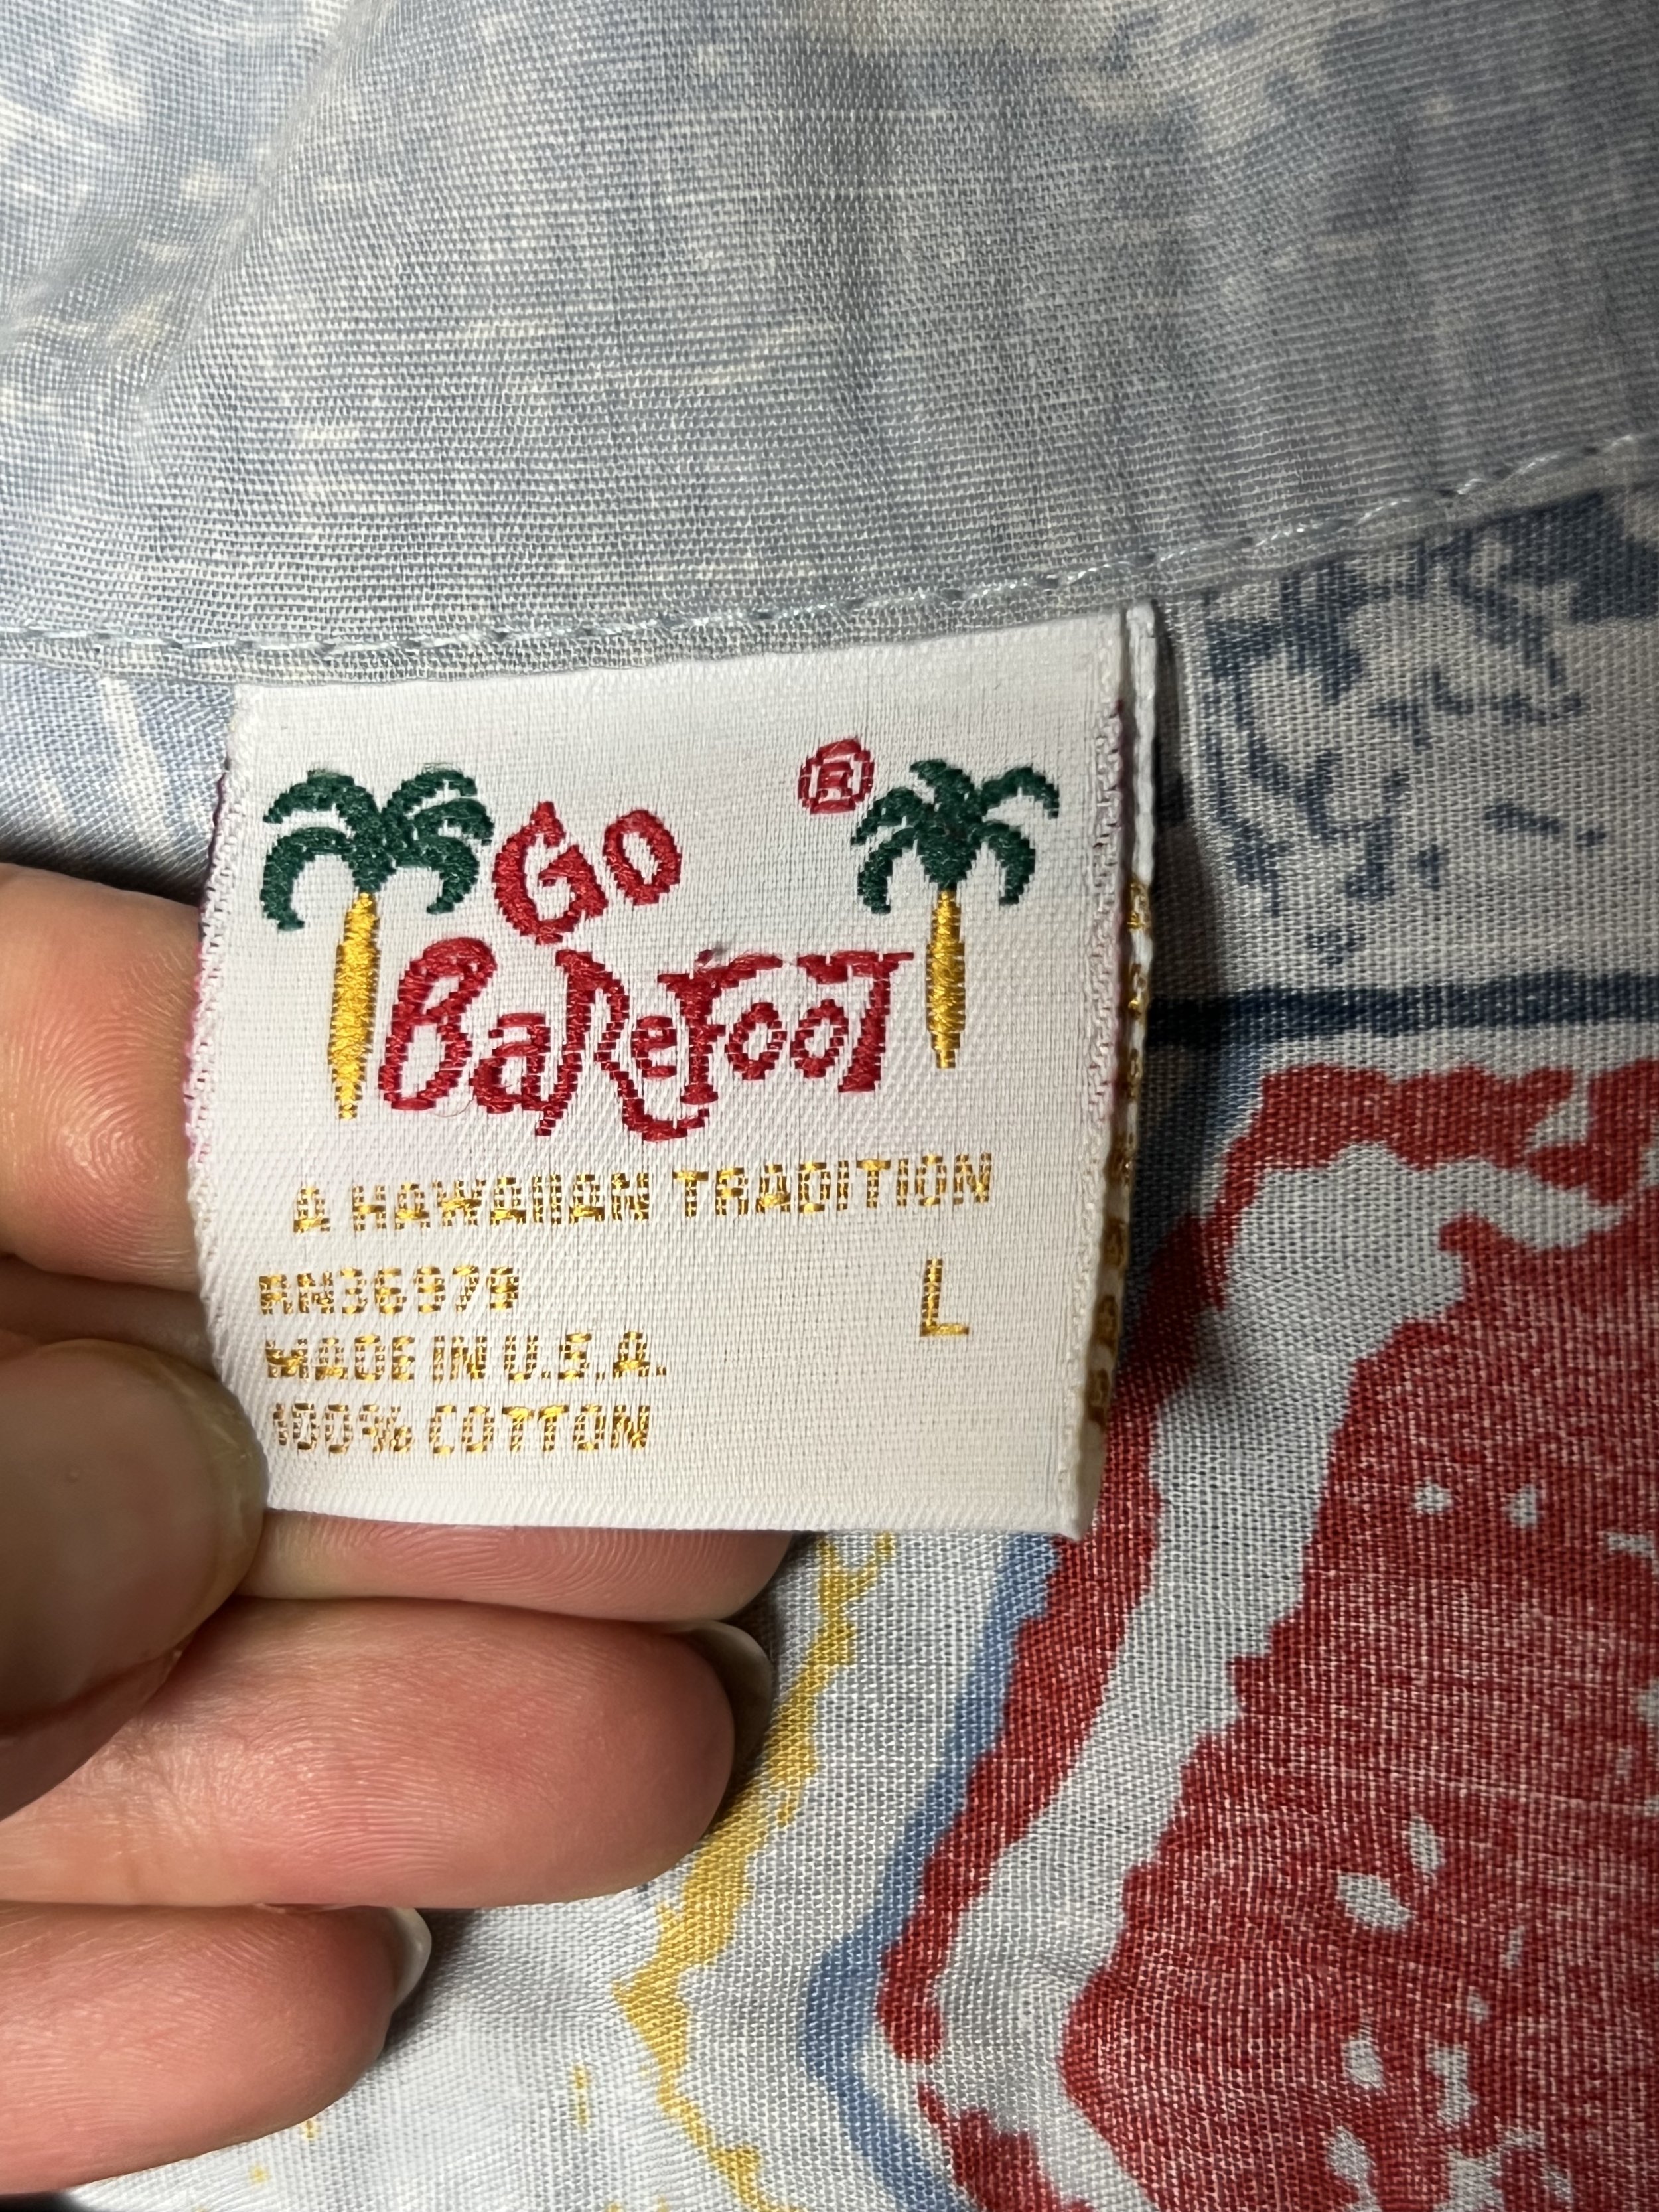 Go ®
BaReFooT
A HAWAIIAN TRADITION
RN36979
L
MADE IN U.S.A.
100% COTTON